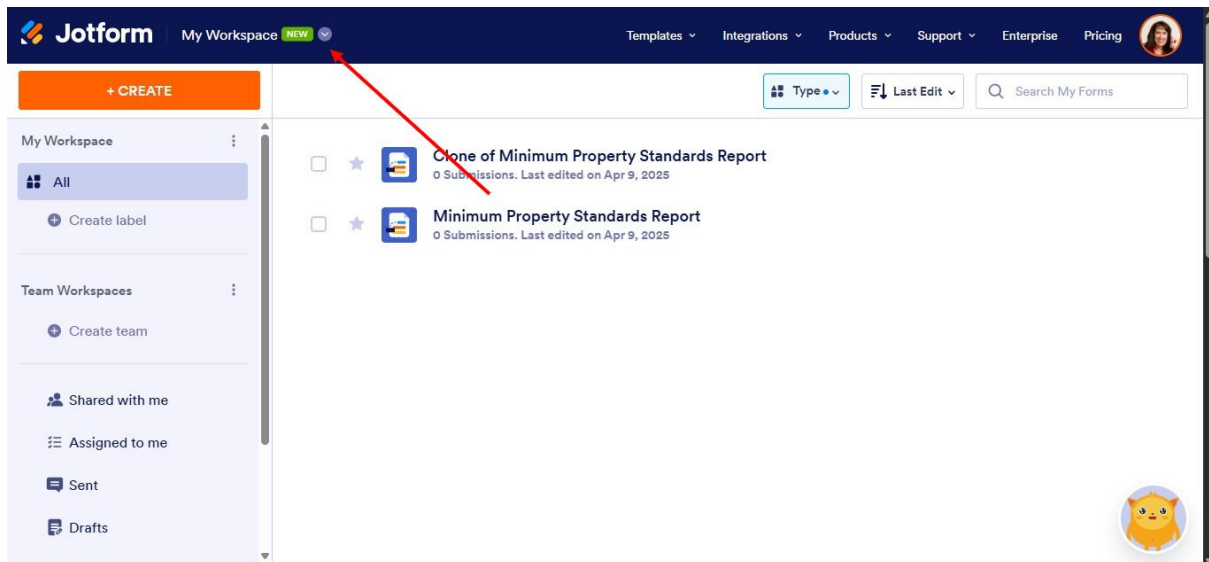 Jotform My Workspace NEW Templates Integrations Products Support Enterprise Pricing
+ CREATE
Type Last Edit Search My Forms
My Workspace
All
Create label
Team Workspaces
Create team
Shared with me
Assigned to me
Sent
Drafts
Clone of Minimum Property Standards Report
0 Submissions. Last edited on Apr 9, 2025
Minimum Property Standards Report
0 Submissions. Last edited on Apr 9, 2025